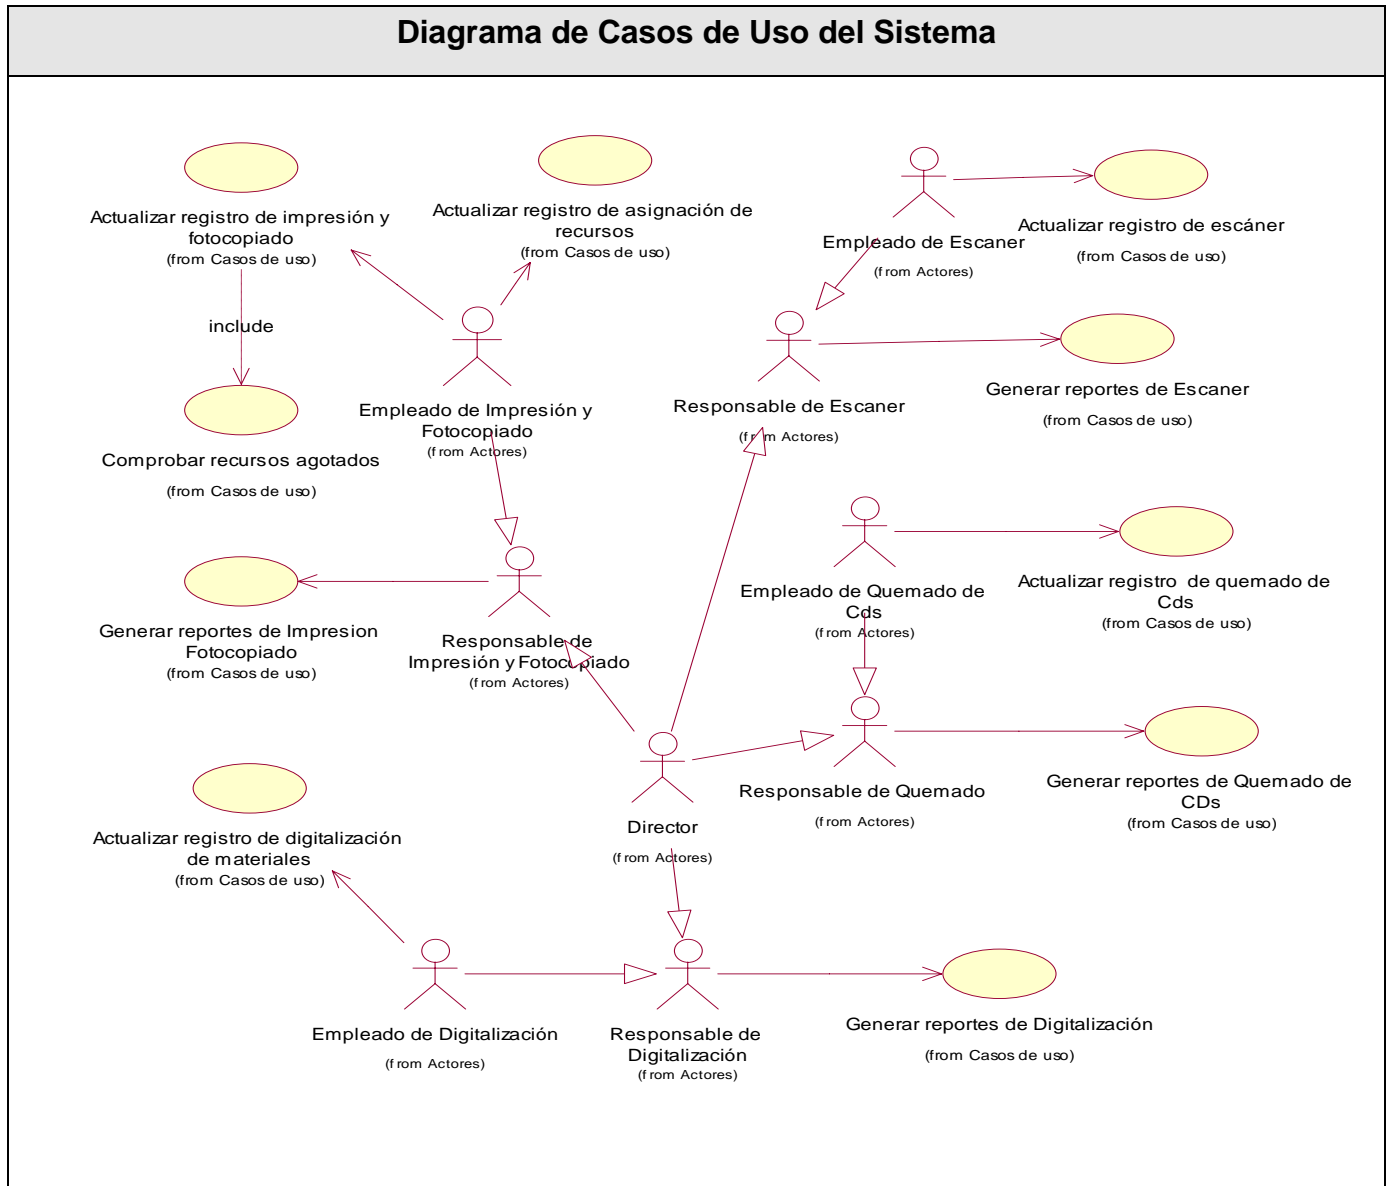 Diagrama de Casos de Uso del Sistema
Actualizar registro de impresión y
fotocopiado
(from Casos de uso)
Actualizar registro de asignación de
recursos
(from Casos de uso)
Empleado de Escaner
(from Actores)
Actualizar registro de escáner
(from Casos de uso)
include
Empleado de Impresión y
Fotocopiado
(from Actores)
Responsable de Escaner
(from Actores)
Generar reportes de Escaner
(from Casos de uso)
Comprobar recursos agotados
(from Casos de uso)
Empleado de Quemado de
Cds
(from Actores)
Actualizar registro de quemado de
Cds
(from Casos de uso)
Generar reportes de Impresion
Fotocopiado
(from Casos de uso)
Responsable de
Impresión y Fotocopiado
(from Actores)
Responsable de Quemado
(from Actores)
Generar reportes de Quemado de
CDs
(from Casos de uso)
Director
(from Actores)
Actualizar registro de digitalización
de materiales
(from Casos de uso)
Empleado de Digitalización
(from Actores)
Responsable de
Digitalización
(from Actores)
Generar reportes de Digitalización
(from Casos de uso)